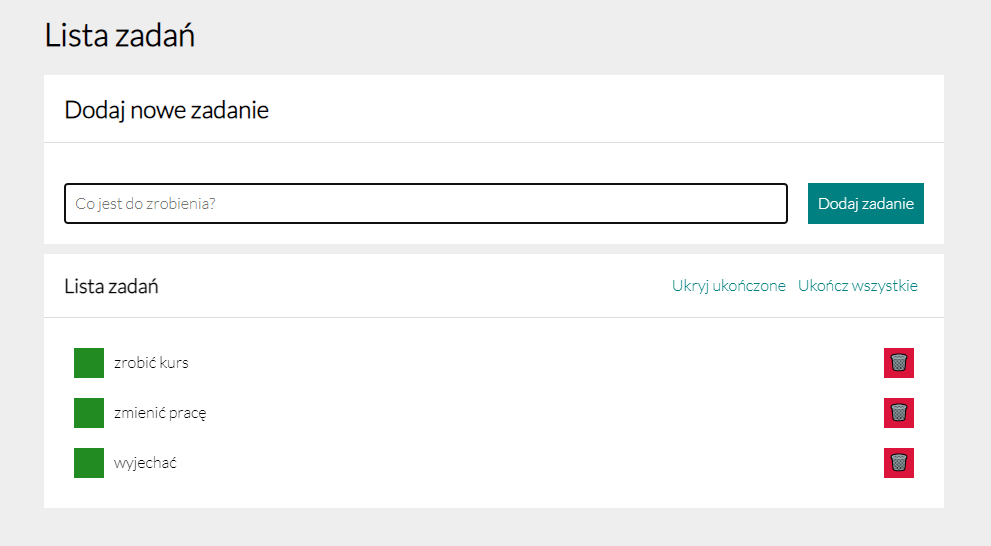 Lista zadań
Dodaj nowe zadanie
Co jest do zrobienia?
Dodaj zadanie
Lista zadań
Ukryj ukończone
Ukończ wszystkie
zrobić kurs
zmienić pracę
wyjechać